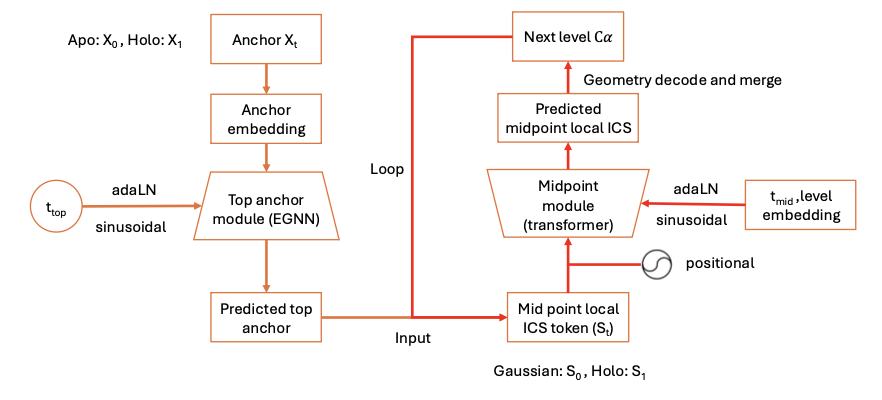 Apo: X₀ , Holo: X₁
Anchor Xₜ
Anchor
embedding
adaLN
tₜₒₚ
sinusoidal
Top anchor
module (EGNN)
Predicted top
anchor
Loop
Input
Next level Cα
Geometry decode and merge
Predicted
midpoint local ICS
Midpoint
module
(transformer)
adaLN
sinusoidal
t_mid ,level
embedding
positional
Mid point local
ICS token (Sₜ)
Gaussian: S₀ , Holo: S₁